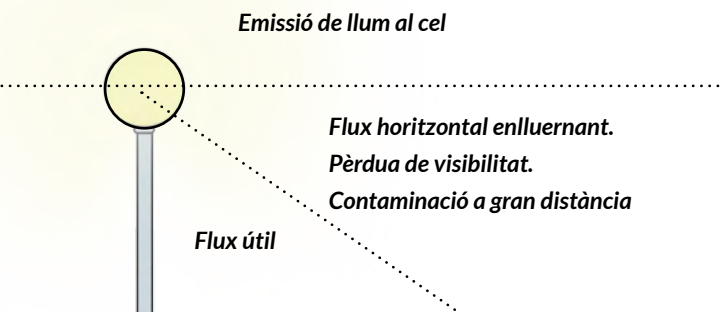 Emissió de llum al cel
Flux horitzontal enlluernant.
Pèrdua de visibilitat.
Contaminació a gran distància
Flux útil